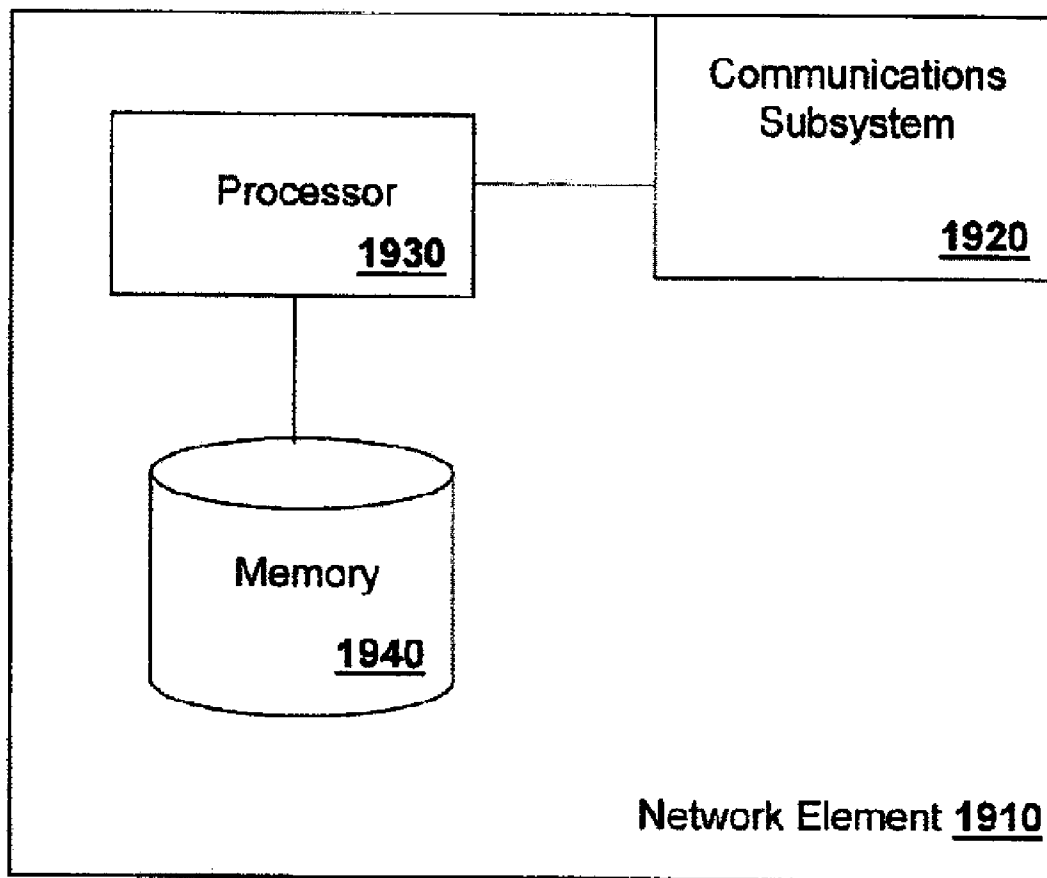 Communications
Subsystem
1920
Processor
1930
Memory
1940
Network Element 1910